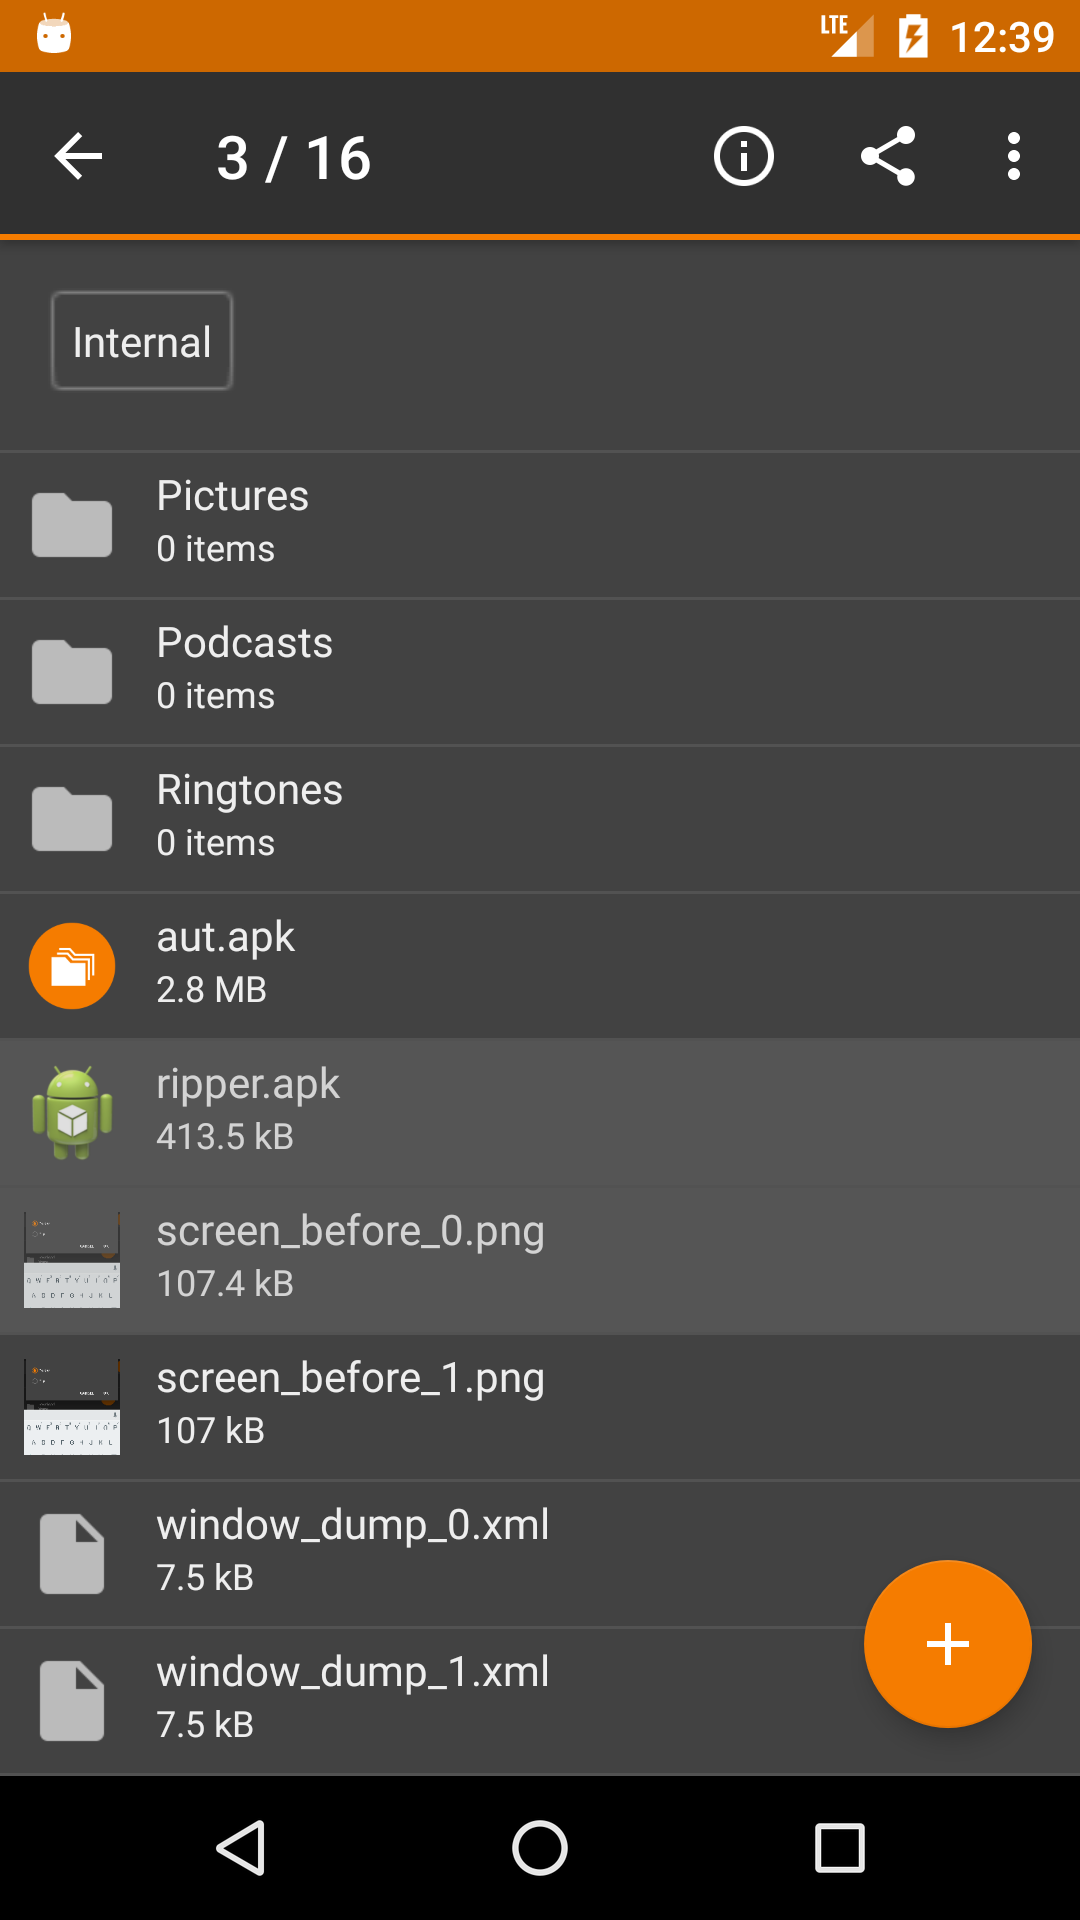 LTE 12:39
3 / 16
Internal
Pictures
0 items
Podcasts
0 items
Ringtones
0 items
aut.apk
2.8 MB
ripper.apk
413.5 kB
screen_before_0.png
107.4 kB
screen_before_1.png
107 kB
window_dump_0.xml
7.5 kB
window_dump_1.xml
7.5 kB